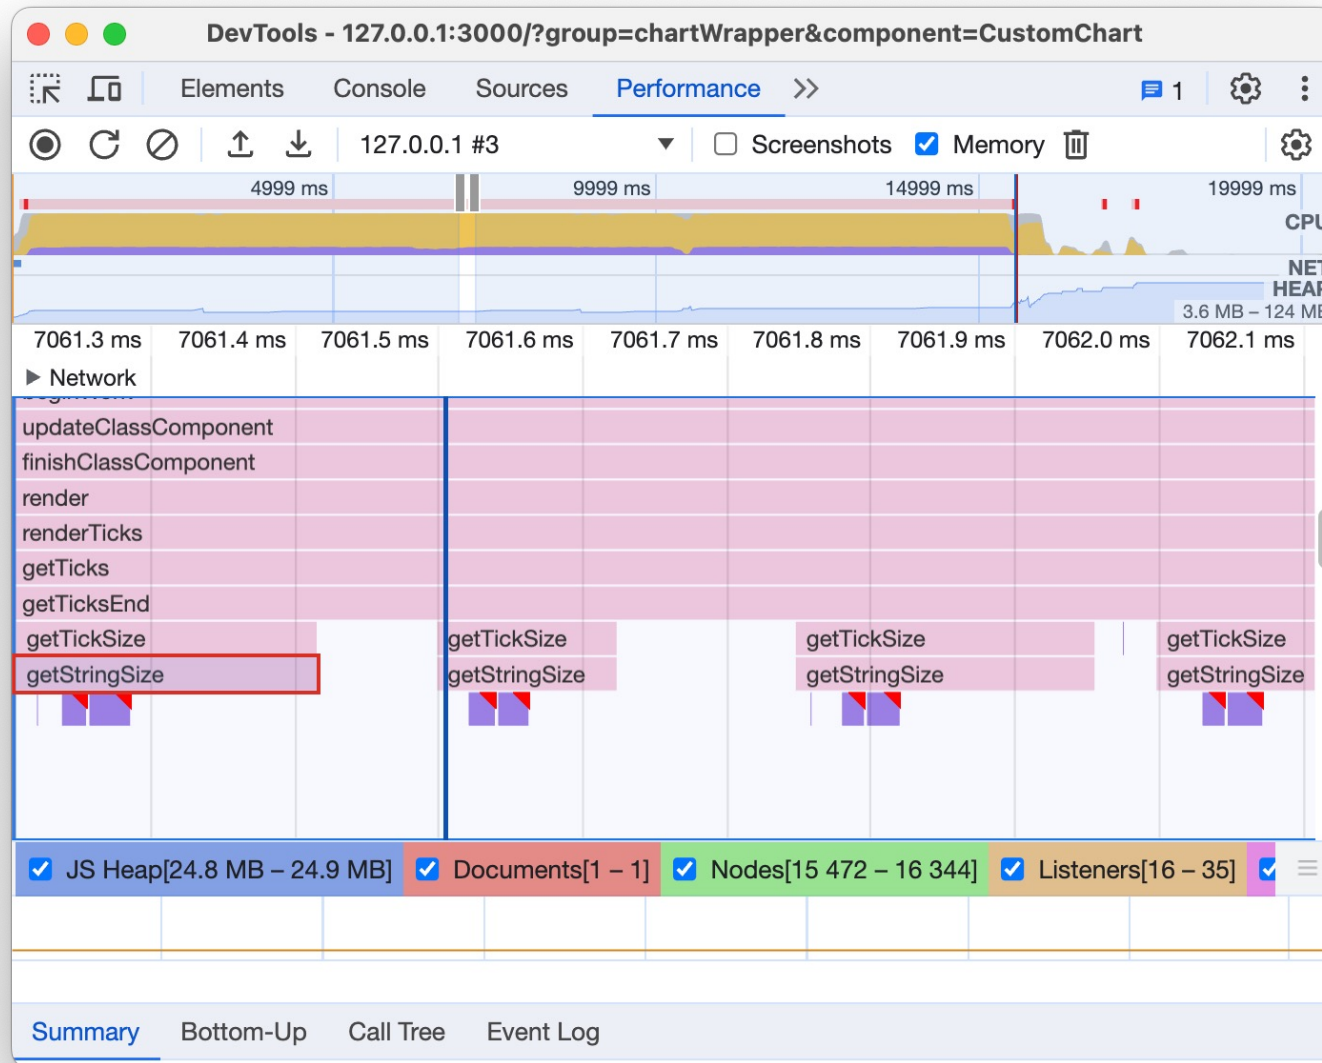 DevTools - 127.0.0.1:3000/?group=chartWrapper&component=CustomChart
Elements Console Sources Performance 1
127.0.0.1 #3 Screenshots Memory
4999 ms 9999 ms 14999 ms 19999 ms
CPU
NET
HEAP
3.6 MB – 124 MB
7061.3 ms 7061.4 ms 7061.5 ms 7061.6 ms 7061.7 ms 7061.8 ms 7061.9 ms 7062.0 ms 7062.1 ms
Network
beginWork
updateClassComponent
finishClassComponent
render
renderTicks
getTicks
getTicksEnd
getTickSize getTickSize getTickSize getTickSize
getStringSize getStringSize getStringSize getStringSize
JS Heap[24.8 MB – 24.9 MB] Documents[1 – 1] Nodes[15 472 – 16 344] Listeners[16 – 35]
Summary Bottom-Up Call Tree Event Log